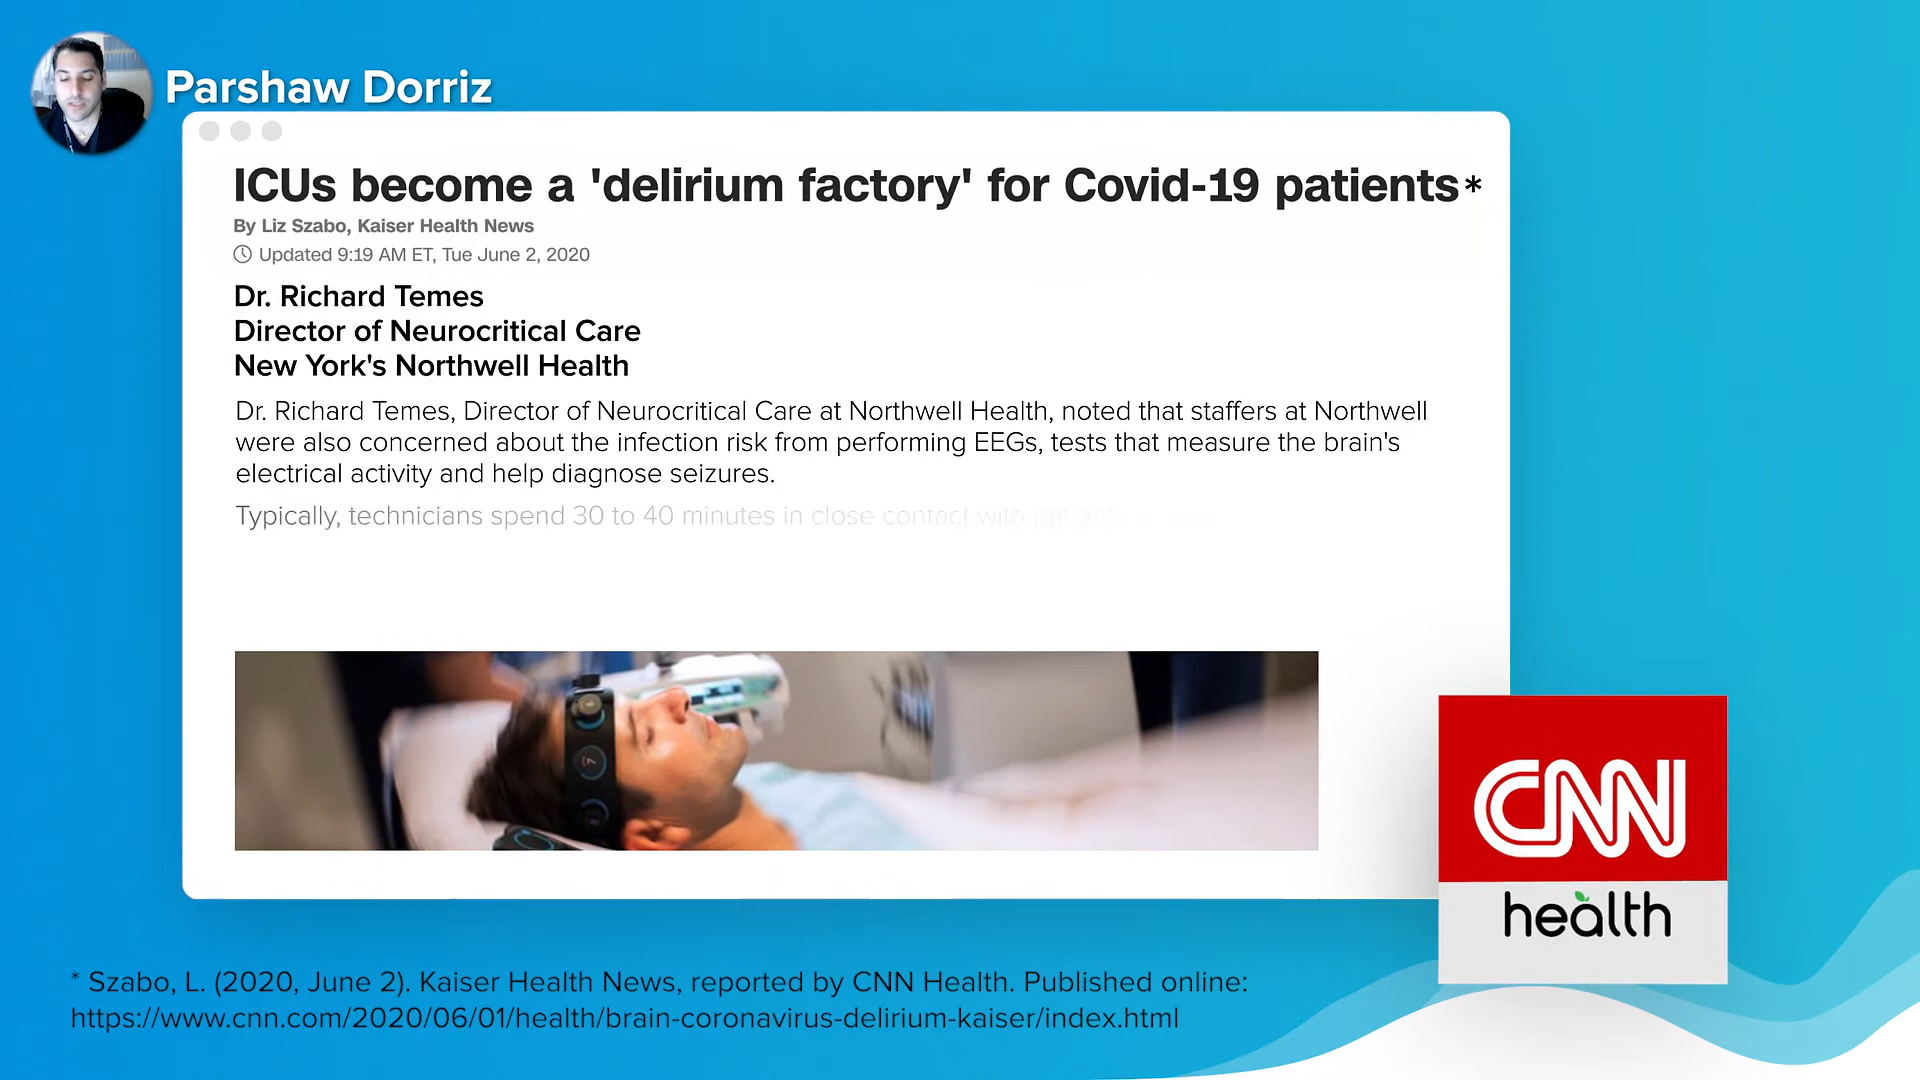 Parshaw Dorriz
ICUs become a 'delirium factory' for Covid-19 patients*
By Liz Szabo, Kaiser Health News
Updated 9:19 AM ET, Tue June 2, 2020
Dr. Richard Temes
Director of Neurocritical Care
New York's Northwell Health
Dr. Richard Temes, Director of Neurocritical Care at Northwell Health, noted that staffers at Northwell
were also concerned about the infection risk from performing EEGs, tests that measure the brain's
electrical activity and help diagnose seizures.
Typically, technicians spend 30 to 40 minutes in close contact with
CNN
health
* Szabo, L. (2020, June 2). Kaiser Health News, reported by CNN Health. Published online:
https://www.cnn.com/2020/06/01/health/brain-coronavirus-delirium-kaiser/index.html